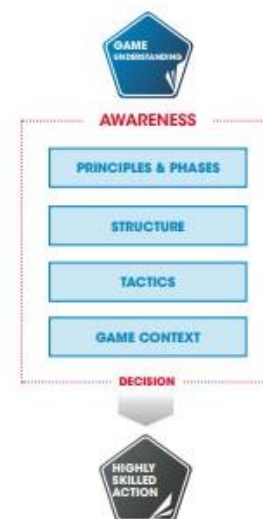 GAME
UNDERSTANDING
AWARENESS
PRINCIPLES & PHASES
STRUCTURE
TACTICS
GAME CONTEXT
DECISION
HIGHLY
SKILLED
ACTION